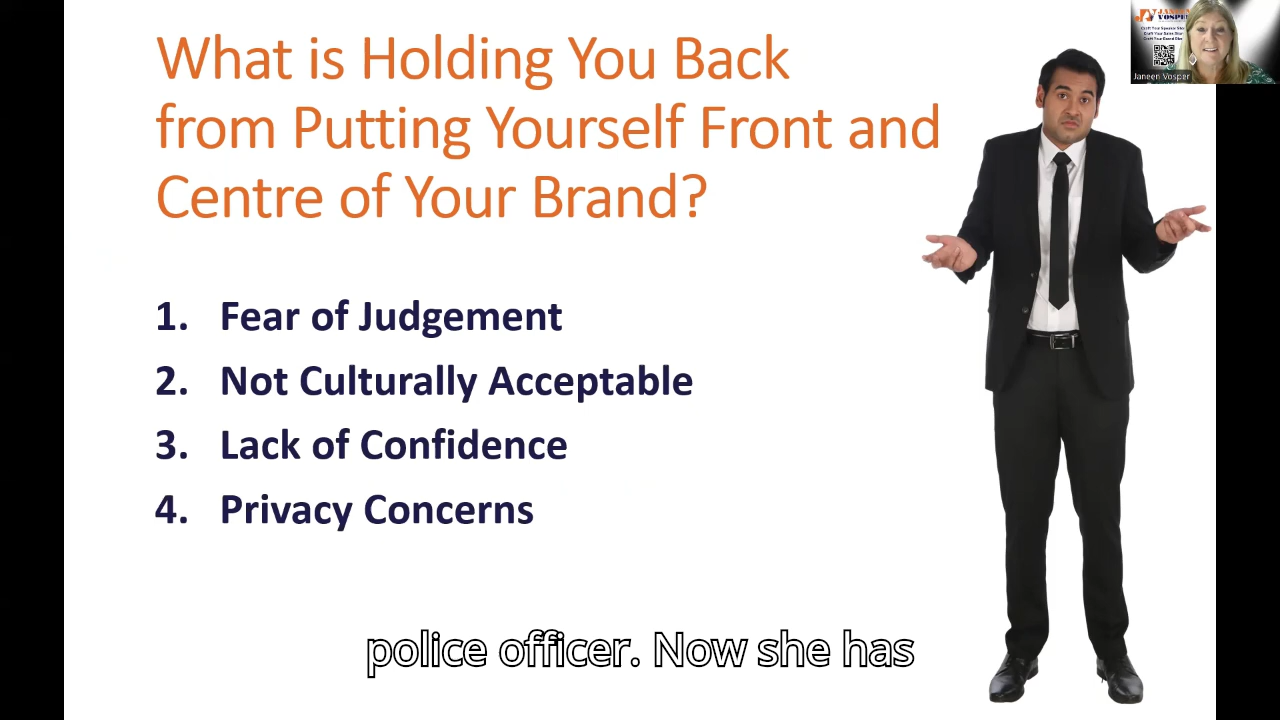 What is Holding You Back
from Putting Yourself Front and
Centre of Your Brand?
1. Fear of Judgement
2. Not Culturally Acceptable
3. Lack of Confidence
4. Privacy Concerns
police officer. Now she has
Janeen Vosper